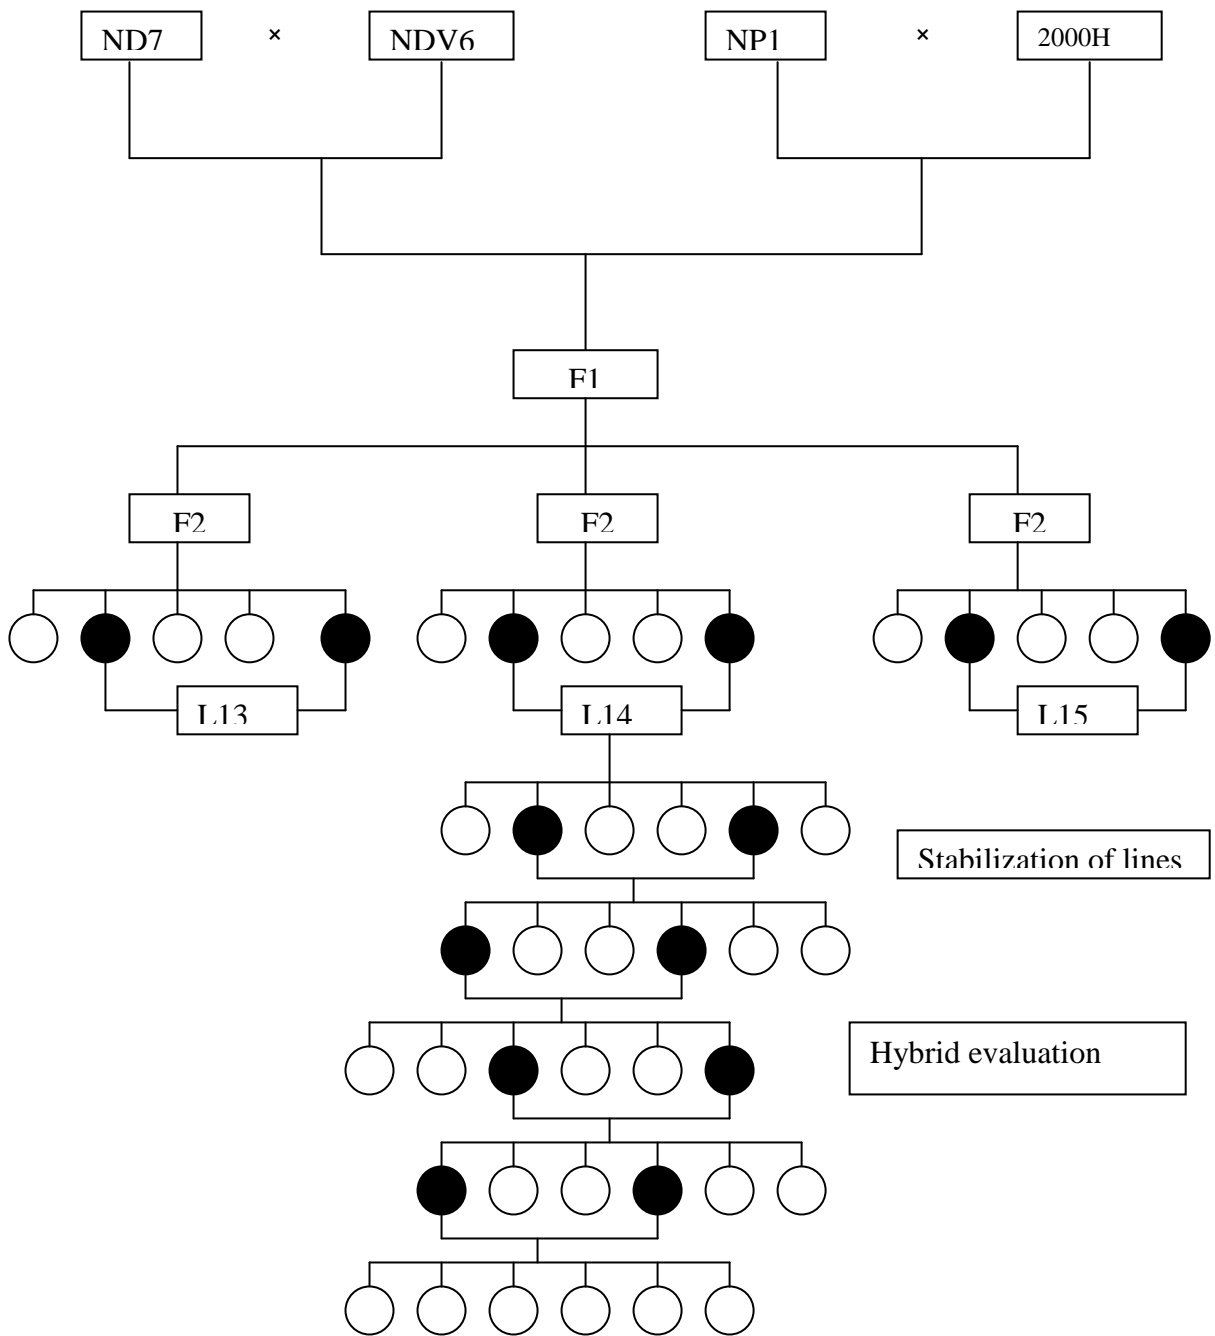 ND7 × NDV6 NP1 × 2000H
F1
F2 F2 F2
L13 L14 L15
Stabilization of lines
Hybrid evaluation